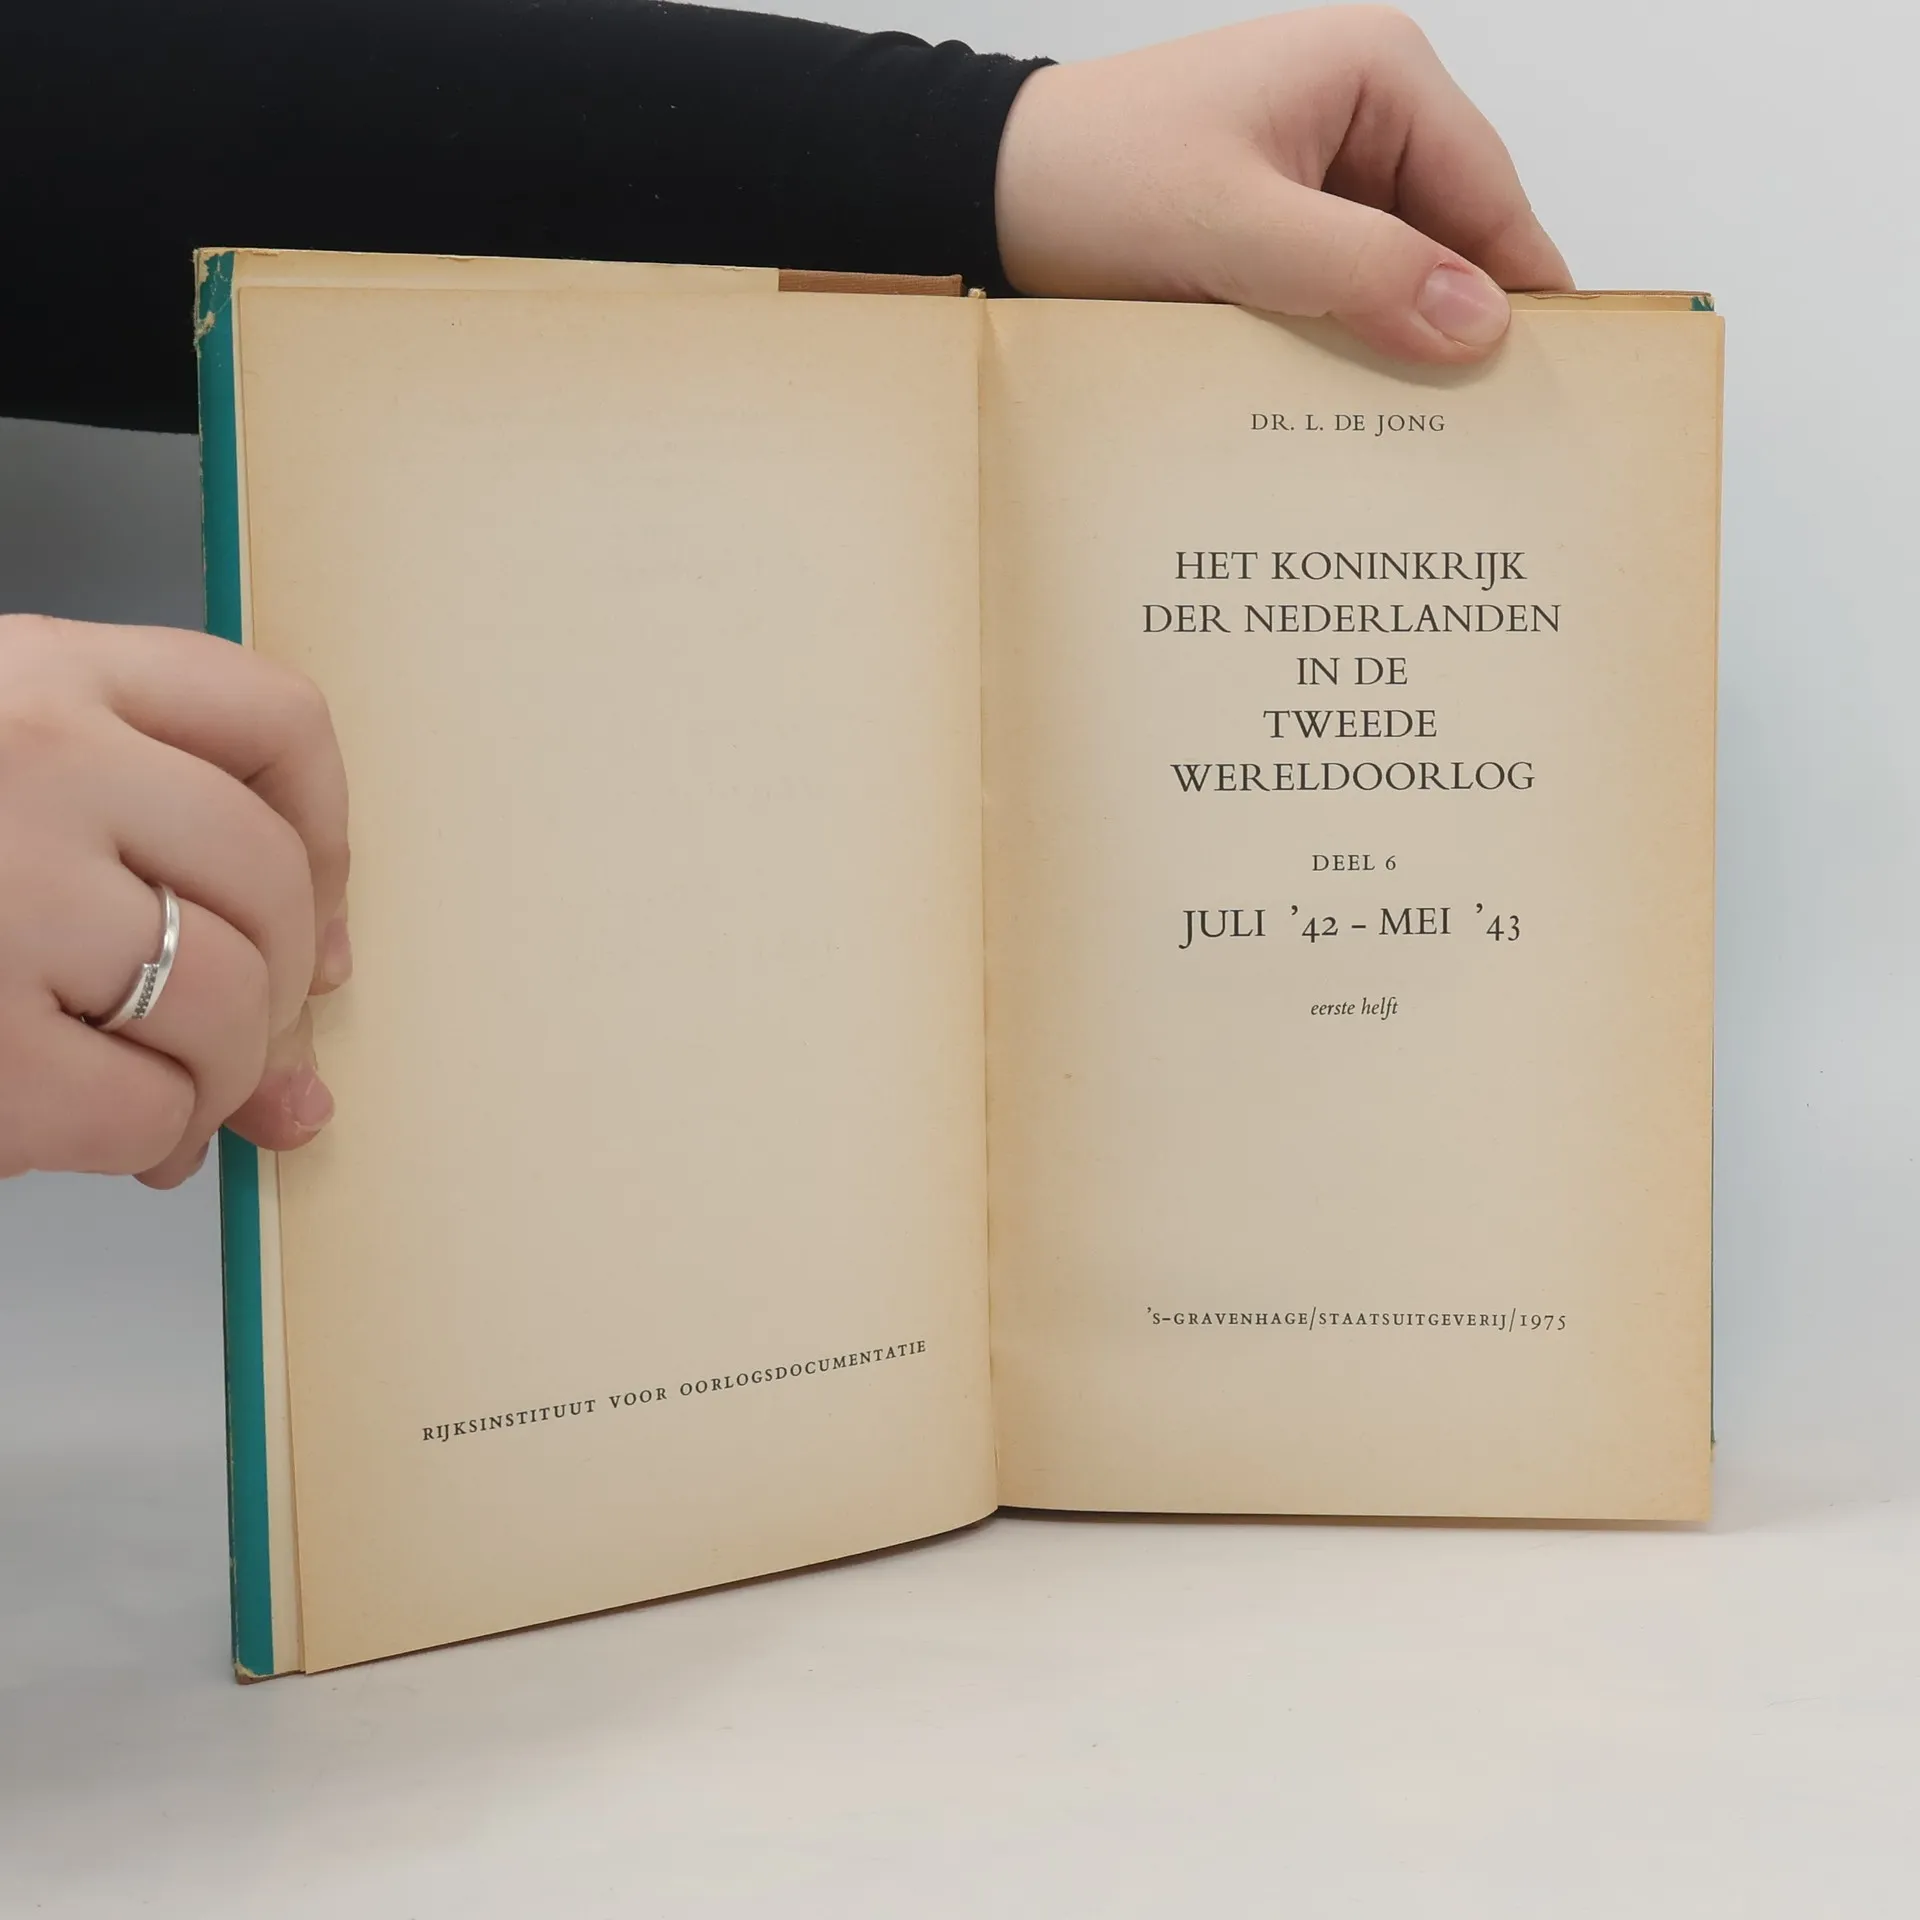 RIJKSINSTITUUT VOOR OORLOGSDOCUMENTATIE
DR. L. DE JONG
HET KONINKRIJK
DER NEDERLANDEN
IN DE
TWEEDE
WERELDOORLOG
DEEL 6
JULI ’42 – MEI ’43
eerste helft
’S-GRAVENHAGE/STAATSUITGEVERIJ/1975